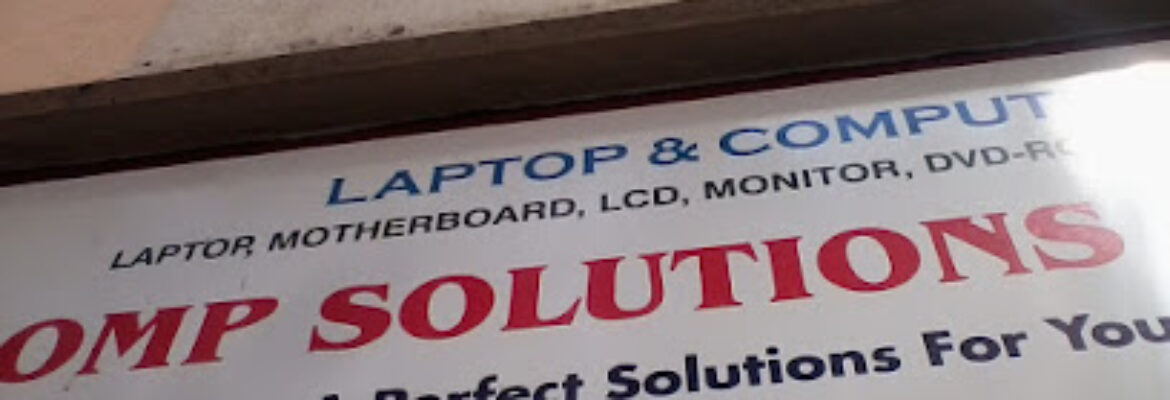 LAPTOP & COMPUT
LAPTOP, MOTHERBOARD, LCD, MONITOR, DVD-RO
OMP SOLUTIONS
Perfect Solutions For You